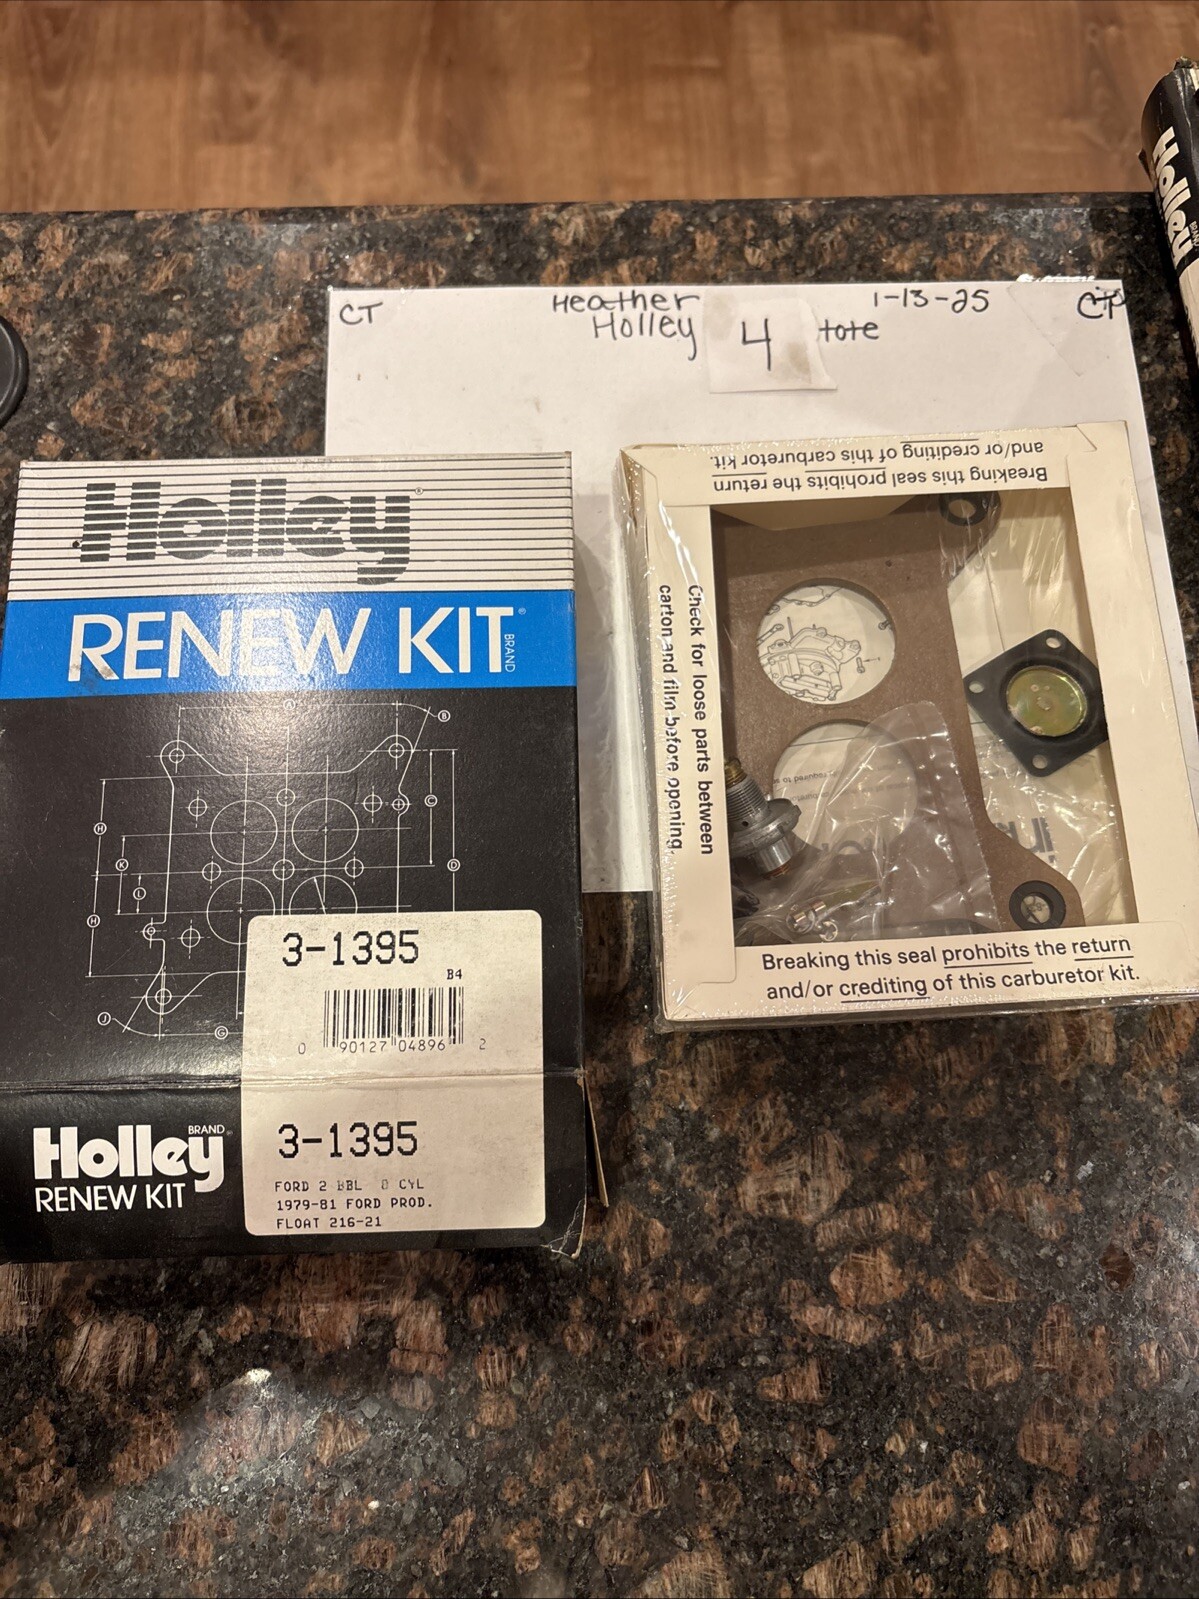 CT
Heather
Holley
4
tote
1-13-25
Holley
Holley
RENEW KIT
BRAND
A
B
C
H
K
D
L
H
J
G
3-1395
B4
0 90127 04896 2
Holley
BRAND
RENEW KIT
3-1395
FORD 2 BBL 8 CYL
1979-81 FORD PROD.
FLOAT 216-21
Breaking this seal prohibits the return
and/or crediting of this carburetor kit.
Check for loose parts between
carton and film before opening.
Breaking this seal prohibits the return
and/or crediting of this carburetor kit.